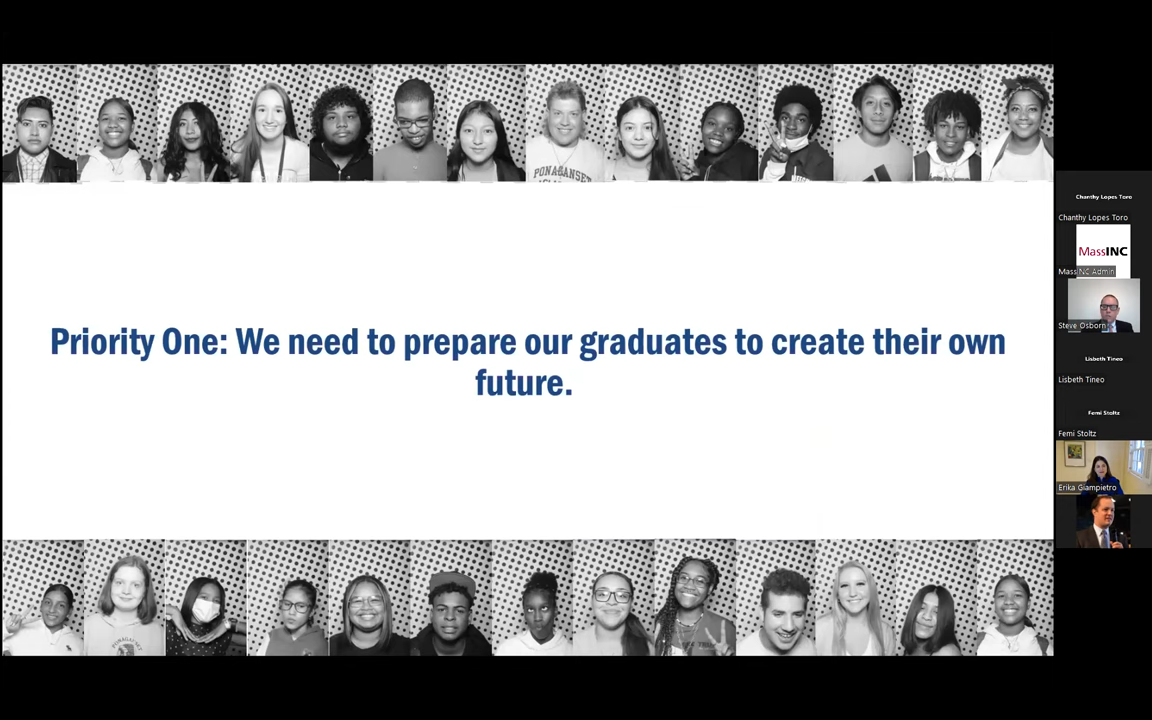 PONAGANSET
Priority One: We need to prepare our graduates to create their own
future.
Chanthy Lopes Toro
Chanthy Lopes Toro
MassINC
MassINC Admin
Steve Osborn
Lisbeth Tineo
Lisbeth Tineo
Femi Stoltz
Femi Stoltz
Erika Giampietro